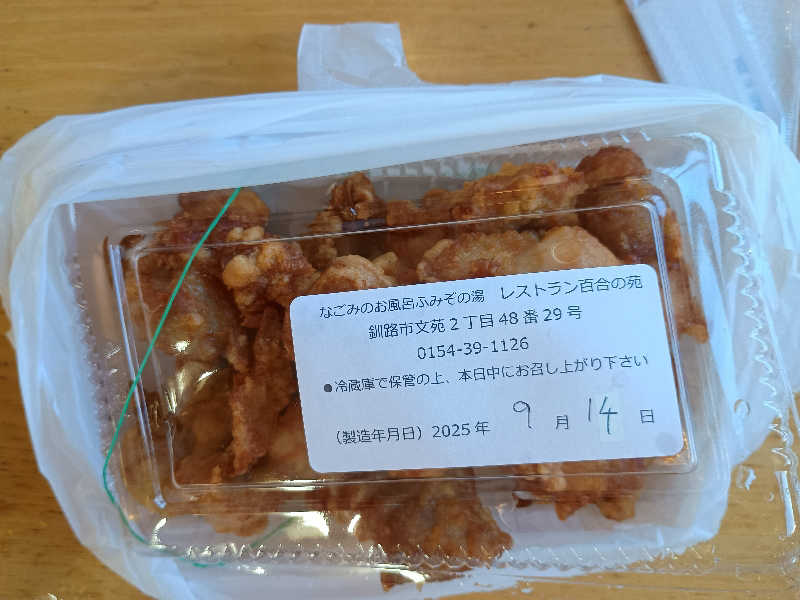 なごみのお風呂ふみぞの湯 レストラン百合の苑
釧路市文苑2丁目48番29号
0154-39-1126
●冷蔵庫で保管の上、本日中にお召し上がり下さい
（製造年月日）2025年 9月 14日